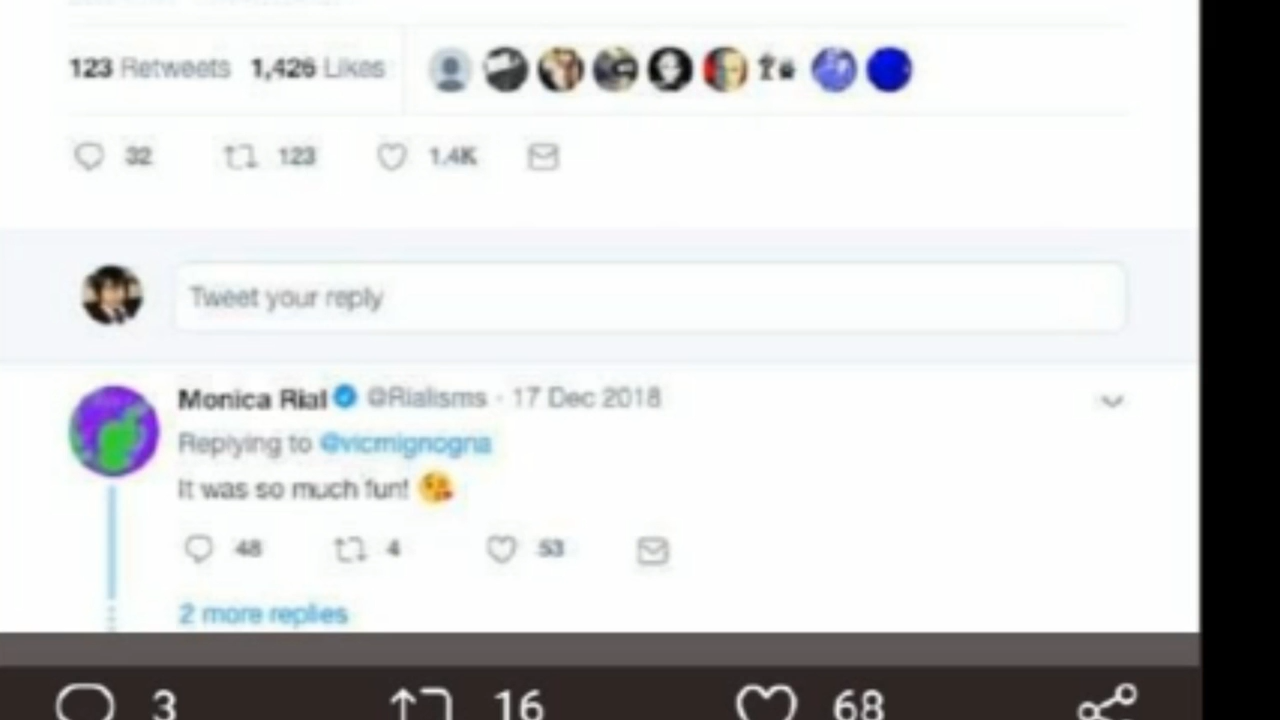 123 Retweets 1,426 Likes
32 123 1.4K
Tweet your reply
Monica Rial @Rialisms · 17 Dec 2018
Replying to @vicmignogna
It was so much fun! 😘
48 4 53
2 more replies
3 16 68